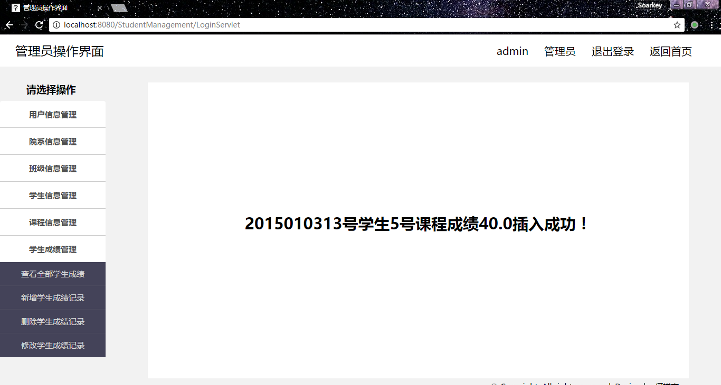 管理员操作界面
Sharkey
localhost:8080/StudentManagement/LoginServlet
管理员操作界面
admin 管理员 退出登录 返回首页
请选择操作
用户信息管理
院系信息管理
班级信息管理
学生信息管理
课程信息管理
学生成绩管理
查看全部学生成绩
新增学生成绩记录
删除学生成绩记录
修改学生成绩记录
2015010313号学生5号课程成绩40.0插入成功！